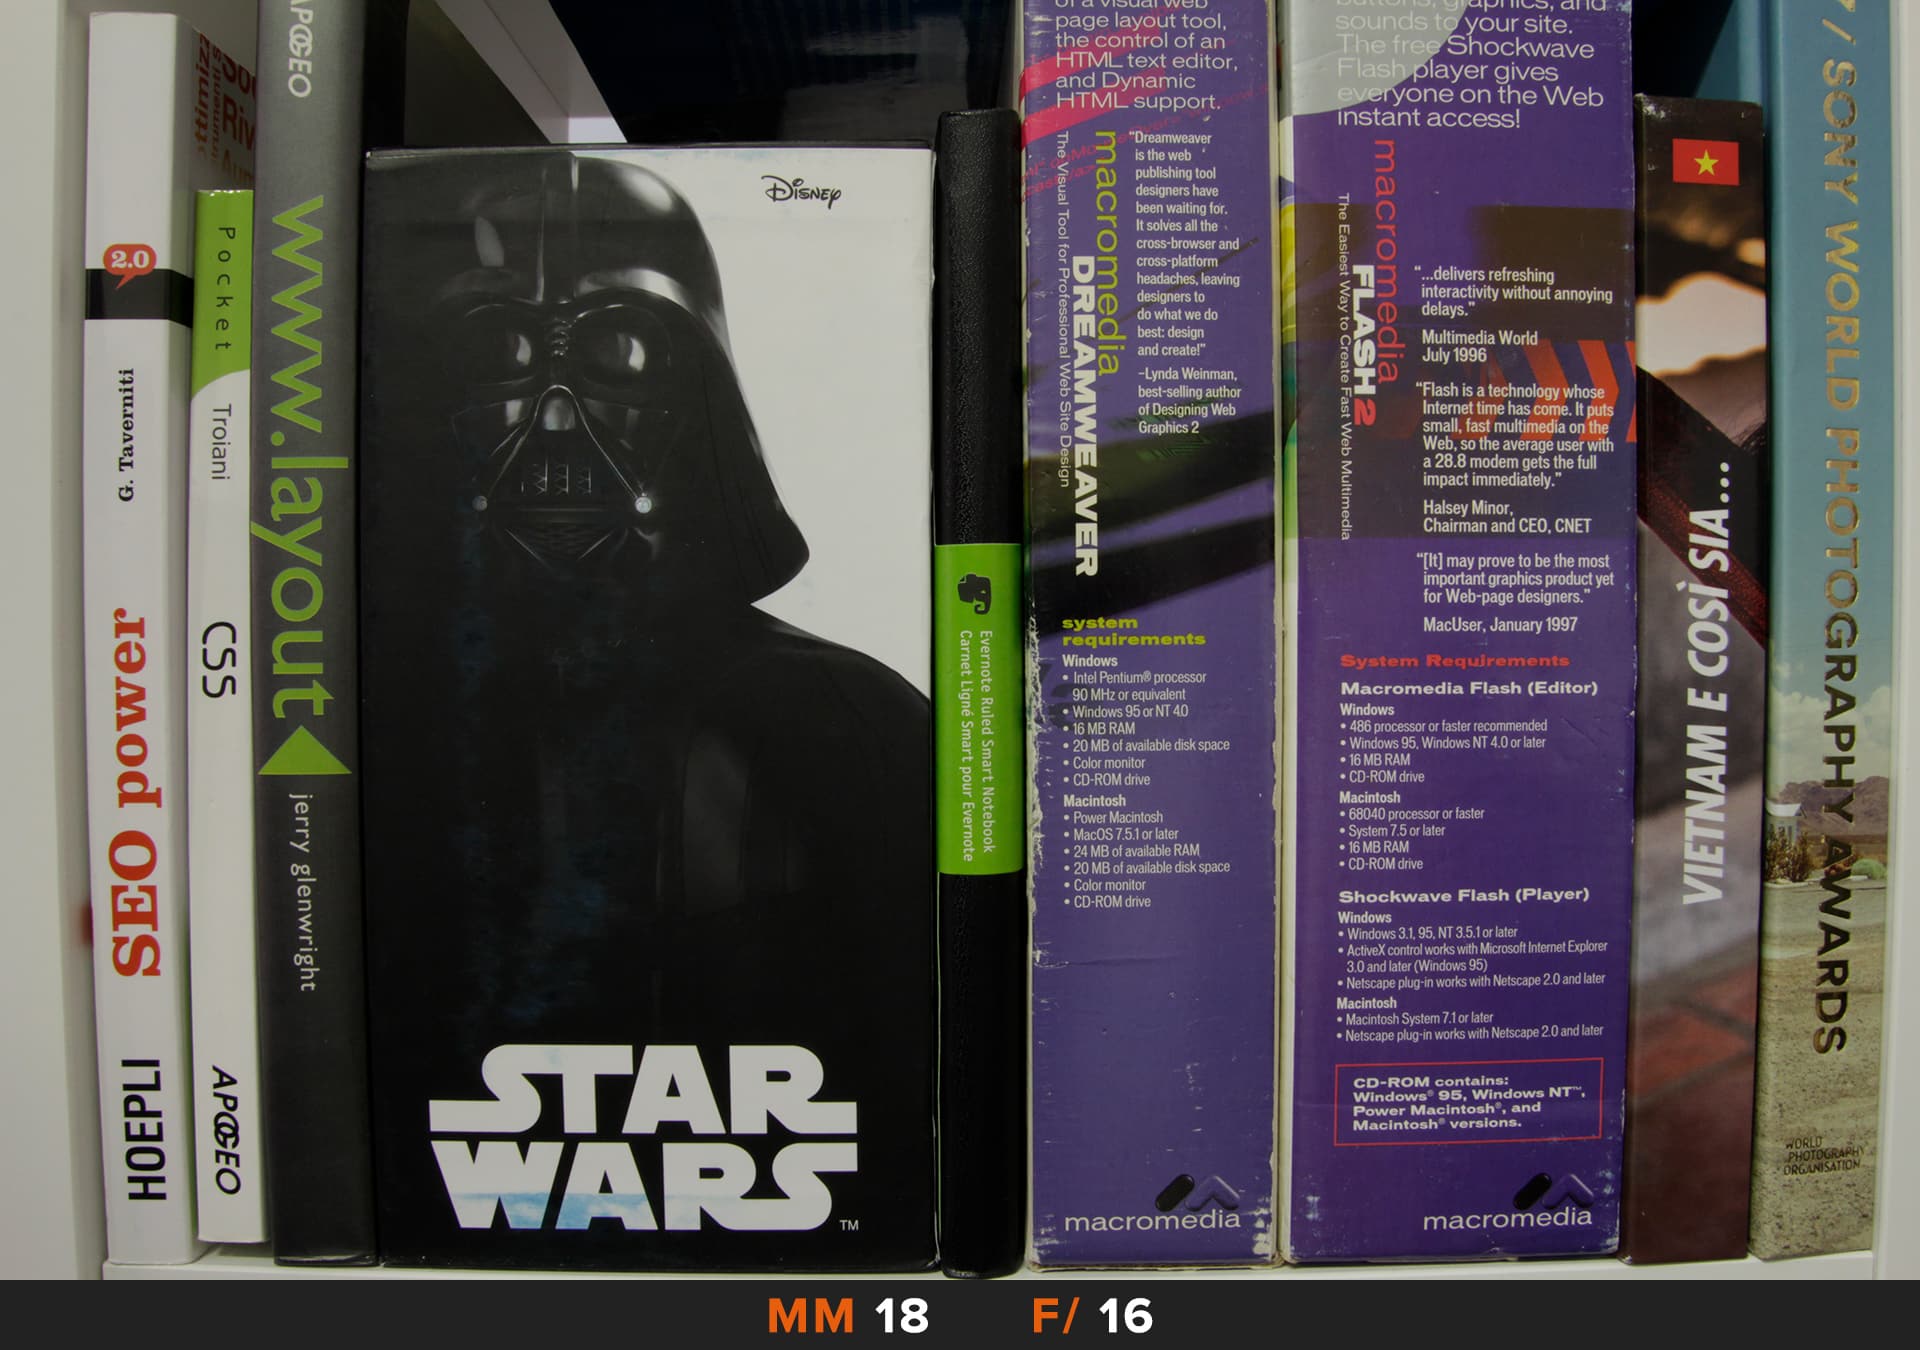 2.0
G. Taverniti
SEO power
HOEPLI
Pocket
Troiani
CSS
APOGEO
APOGEO
www.layout
jerry glenwright
Disney
STAR
WARS
TM
Evernote Ruled Smart Notebook
Carnet Ligné Smart pour Evernote
of a visual web
page layout tool,
the control of an
HTML text editor,
and Dynamic
HTML support.
macromedia
DREAMWEAVER
The Visual Tool for Professional Web Site Design
"Dreamweaver
is the web
publishing tool
designers have
been waiting for.
It solves all the
cross-browser and
cross-platform
headaches, leaving
designers to
do what we do
best: design
and create!"
–Lynda Weinman,
best-selling author
of Designing Web
Graphics 2
system
requirements
Windows
• Intel Pentium® processor
90 MHz or equivalent
• Windows 95 or NT 4.0
• 16 MB RAM
• 20 MB of available disk space
• Color monitor
• CD-ROM drive
Macintosh
• Power Macintosh
• MacOS 7.5.1 or later
• 24 MB of available RAM
• 20 MB of available disk space
• Color monitor
• CD-ROM drive
macromedia
buttons, graphics, and
sounds to your site.
The free Shockwave
Flash player gives
everyone on the Web
instant access!
macromedia
FLASH 2
The Easiest Way to Create Fast Web Multimedia
"...delivers refreshing
interactivity without annoying
delays."
Multimedia World
July 1996
"Flash is a technology whose
Internet time has come. It puts
small, fast multimedia on the
Web, so the average user with
a 28.8 modem gets the full
impact immediately."
Halsey Minor,
Chairman and CEO, CNET
"[It] may prove to be the most
important graphics product yet
for Web-page designers."
MacUser, January 1997
System Requirements
Macromedia Flash (Editor)
Windows
• 486 processor or faster recommended
• Windows 95, Windows NT 4.0 or later
• 16 MB RAM
• CD-ROM drive
Macintosh
• 68040 processor or faster
• System 7.5 or later
• 16 MB RAM
• CD-ROM drive
Shockwave Flash (Player)
Windows
• Windows 3.1, 95, NT 3.5.1 or later
• ActiveX control works with Microsoft Internet Explorer
3.0 and later (Windows 95)
• Netscape plug-in works with Netscape 2.0 and later
Macintosh
• Macintosh System 7.1 or later
• Netscape plug-in works with Netscape 2.0 and later
CD-ROM contains:
Windows® 95, Windows NT™,
Power Macintosh®, and
Macintosh® versions.
macromedia
VIETNAM E COSÌ SIA...
/ SONY WORLD PHOTOGRAPHY AWARDS
WORLD
PHOTOGRAPHY
ORGANISATION
MM 18 F/ 16